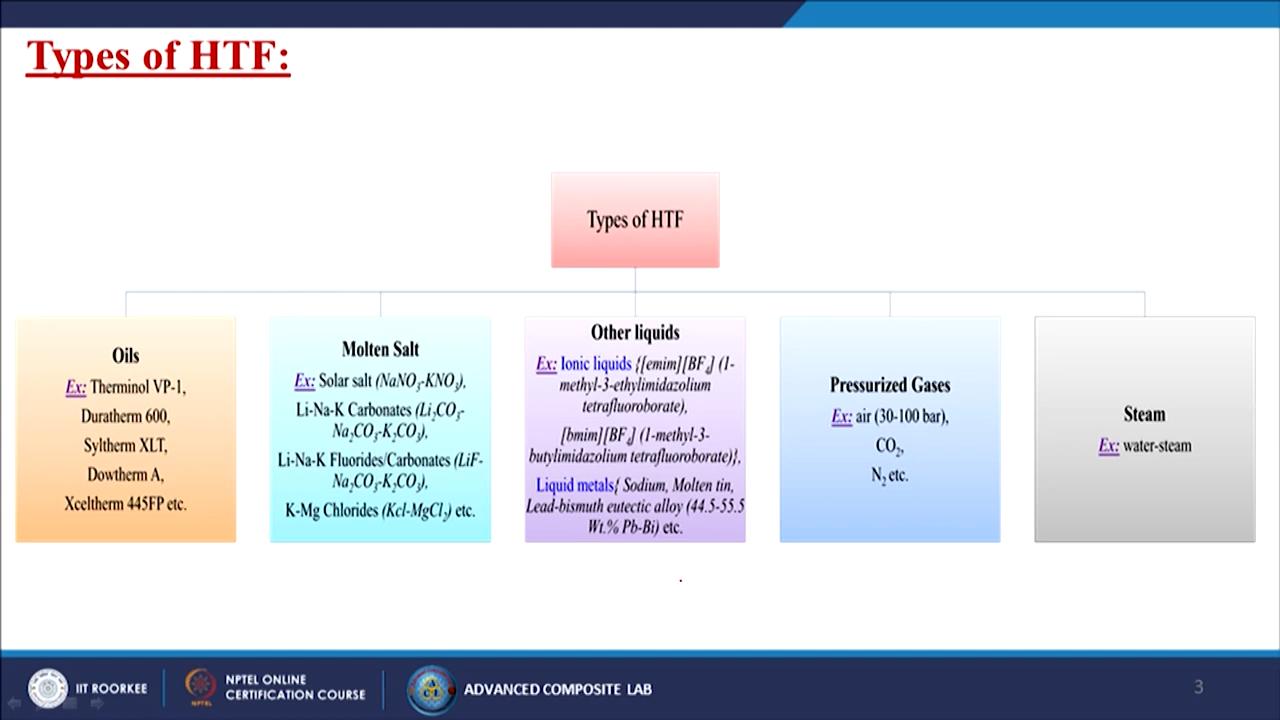 Types of HTF:
Types of HTF
Oils
Ex: Therminol VP-1,
Duratherm 600,
Syltherm XLT,
Dowtherm A,
Xceltherm 445FP etc.
Molten Salt
Ex: Solar salt (NaNO₃-KNO₃),
Li-Na-K Carbonates (Li₂CO₃-
Na₂CO₃-K₂CO₃),
Li-Na-K Fluorides/Carbonates (LiF-
Na₂CO₃-K₂CO₃),
K-Mg Chlorides (Kcl-MgCl₂) etc.
Other liquids
Ex: Ionic liquids {[emim][BF₄] (1-
methyl-3-ethylimidazolium
tetrafluoroborate),
[bmim][BF₄] (1-methyl-3-
butylimidazolium tetrafluoroborate)},
Liquid metals{ Sodium, Molten tin,
Lead-bismuth eutectic alloy (44.5-55.5
Wt.% Pb-Bi) etc.
Pressurized Gases
Ex: air (30-100 bar),
CO₂,
N₂ etc.
Steam
Ex: water-steam
IIT ROORKEE
NPTEL ONLINE
CERTIFICATION COURSE
NPTEL
ADVANCED COMPOSITE LAB
3